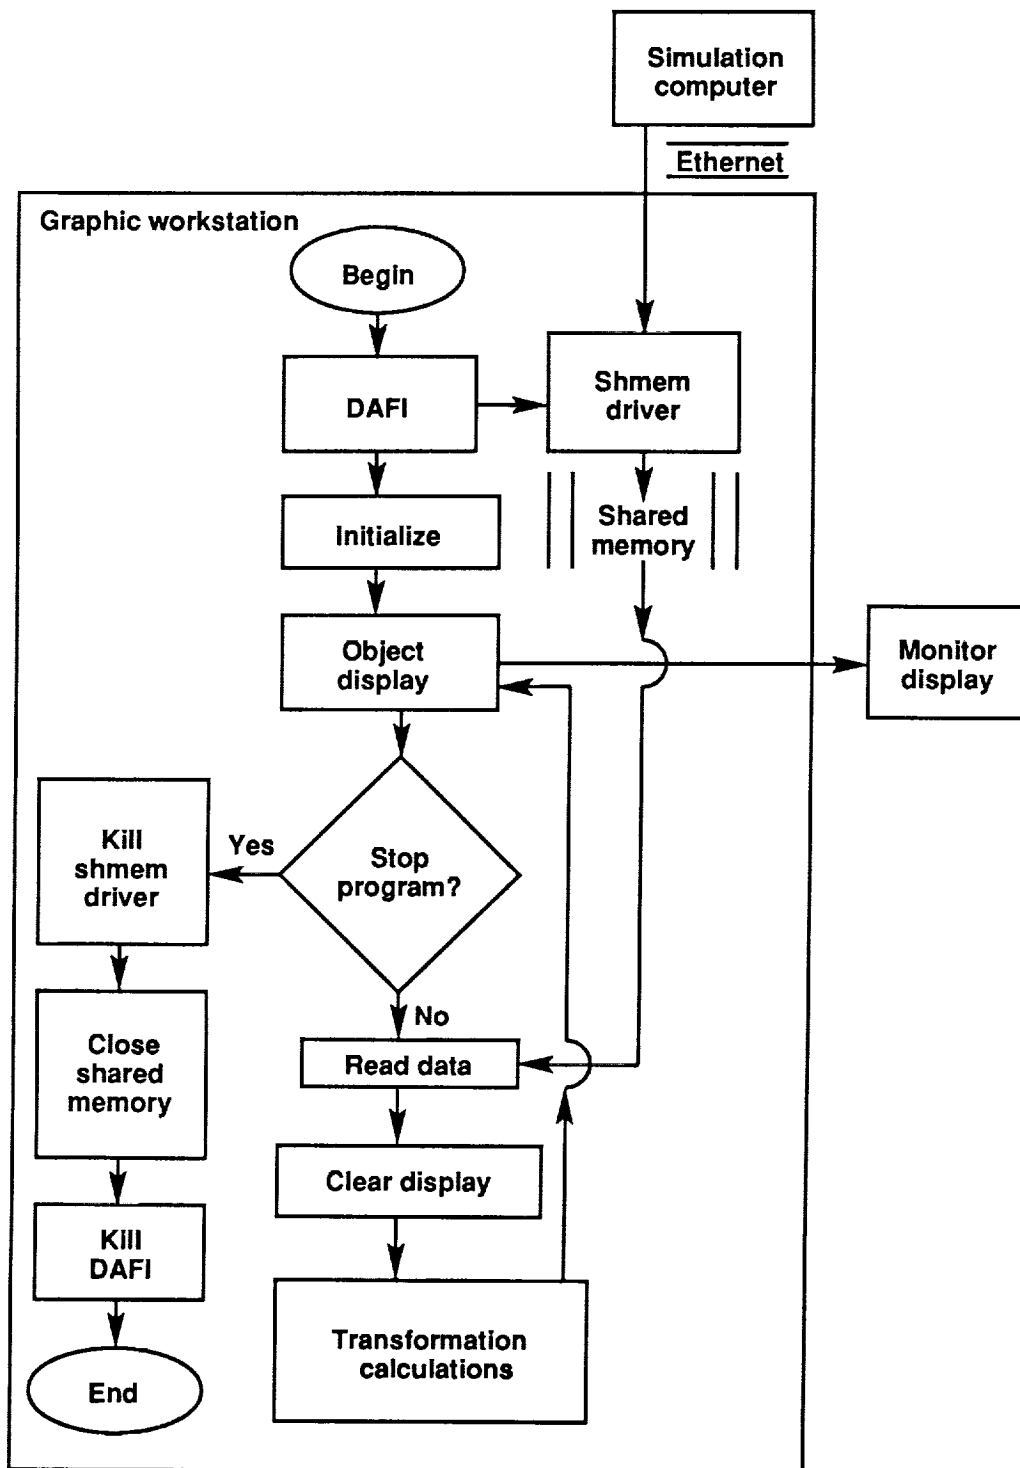 Simulation
computer
Ethernet
Graphic workstation
Begin
DAFI
Shmem
driver
Initialize
Shared
memory
Object
display
Monitor
display
Kill
shmem
driver
Yes
Stop
program?
No
Close
shared
memory
Read data
Clear display
Kill
DAFI
Transformation
calculations
End